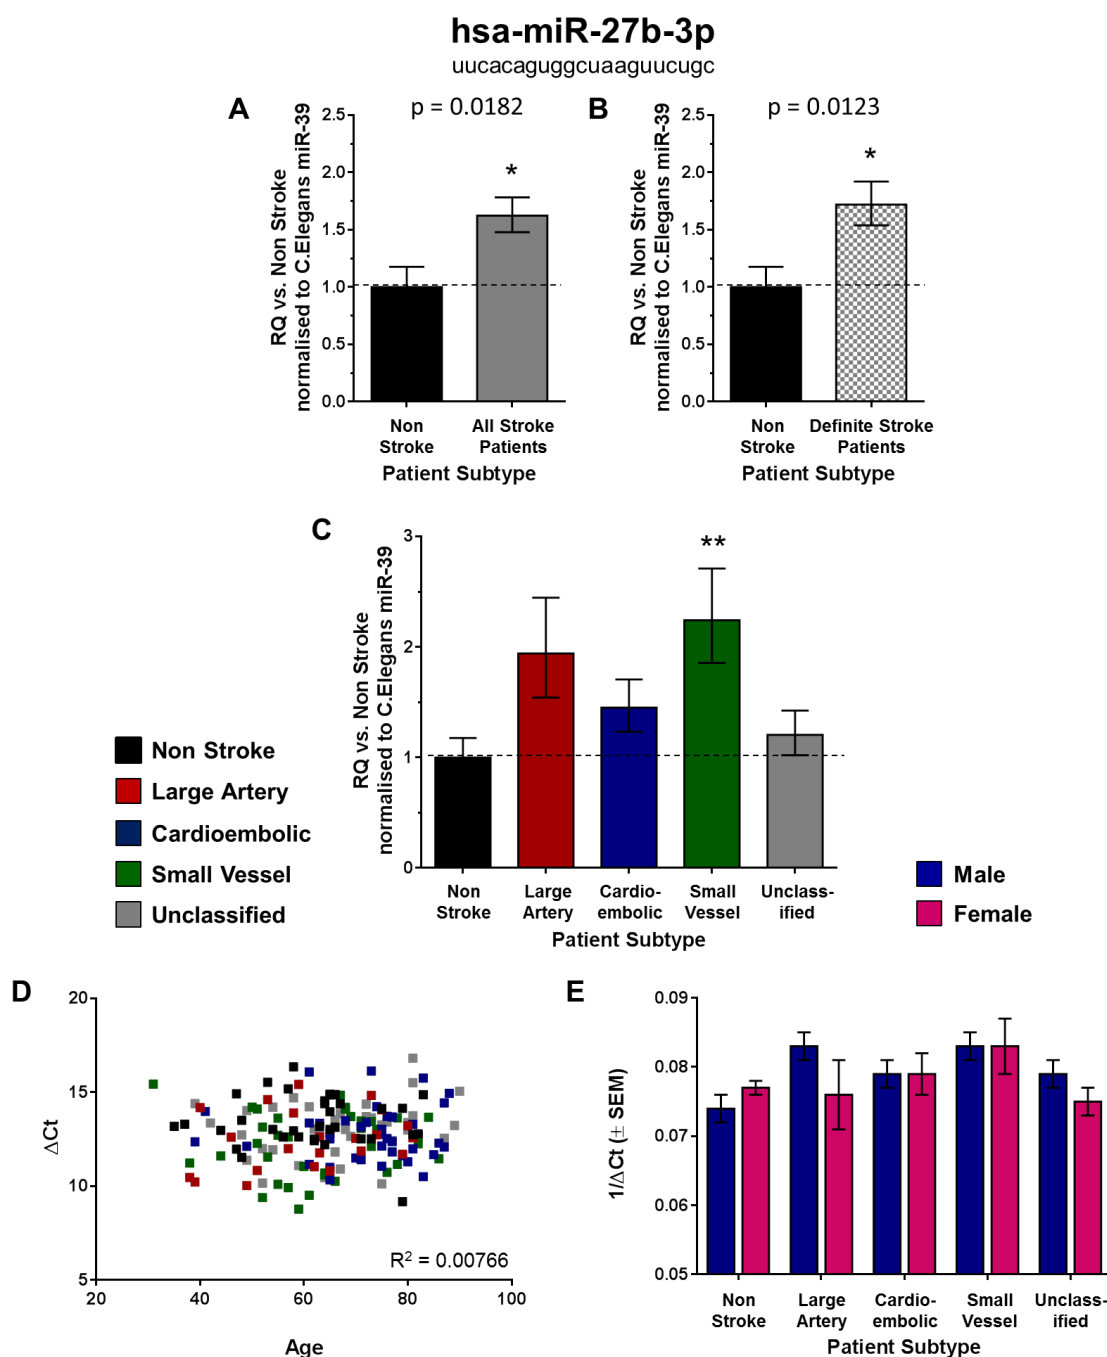 hsa-miR-27b-3p
uucacaguggcuaaguucugc
A
p = 0.0182
RQ vs. Non Stroke
normalised to C.Elegans miR-39
2.5
2.0
1.5
1.0
0.5
0.0
*
Non
Stroke
All Stroke
Patients
Patient Subtype
B
p = 0.0123
RQ vs. Non Stroke
normalised to C.Elegans miR-39
2.5
2.0
1.5
1.0
0.5
0.0
*
Non
Stroke
Definite Stroke
Patients
Patient Subtype
C
RQ vs. Non Stroke
normalised to C.Elegans miR-39
3
2
1
0
**
Non
Stroke
Large
Artery
Cardio-
embolic
Small
Vessel
Unclass-
ified
Patient Subtype
Non Stroke
Large Artery
Cardioembolic
Small Vessel
Unclassified
Male
Female
D
ΔCt
20
15
10
5
R² = 0.00766
20
40
60
80
100
Age
E
1/ΔCt (± SEM)
0.09
0.08
0.07
0.06
0.05
Non
Stroke
Large
Artery
Cardio-
embolic
Small
Vessel
Unclass-
ified
Patient Subtype